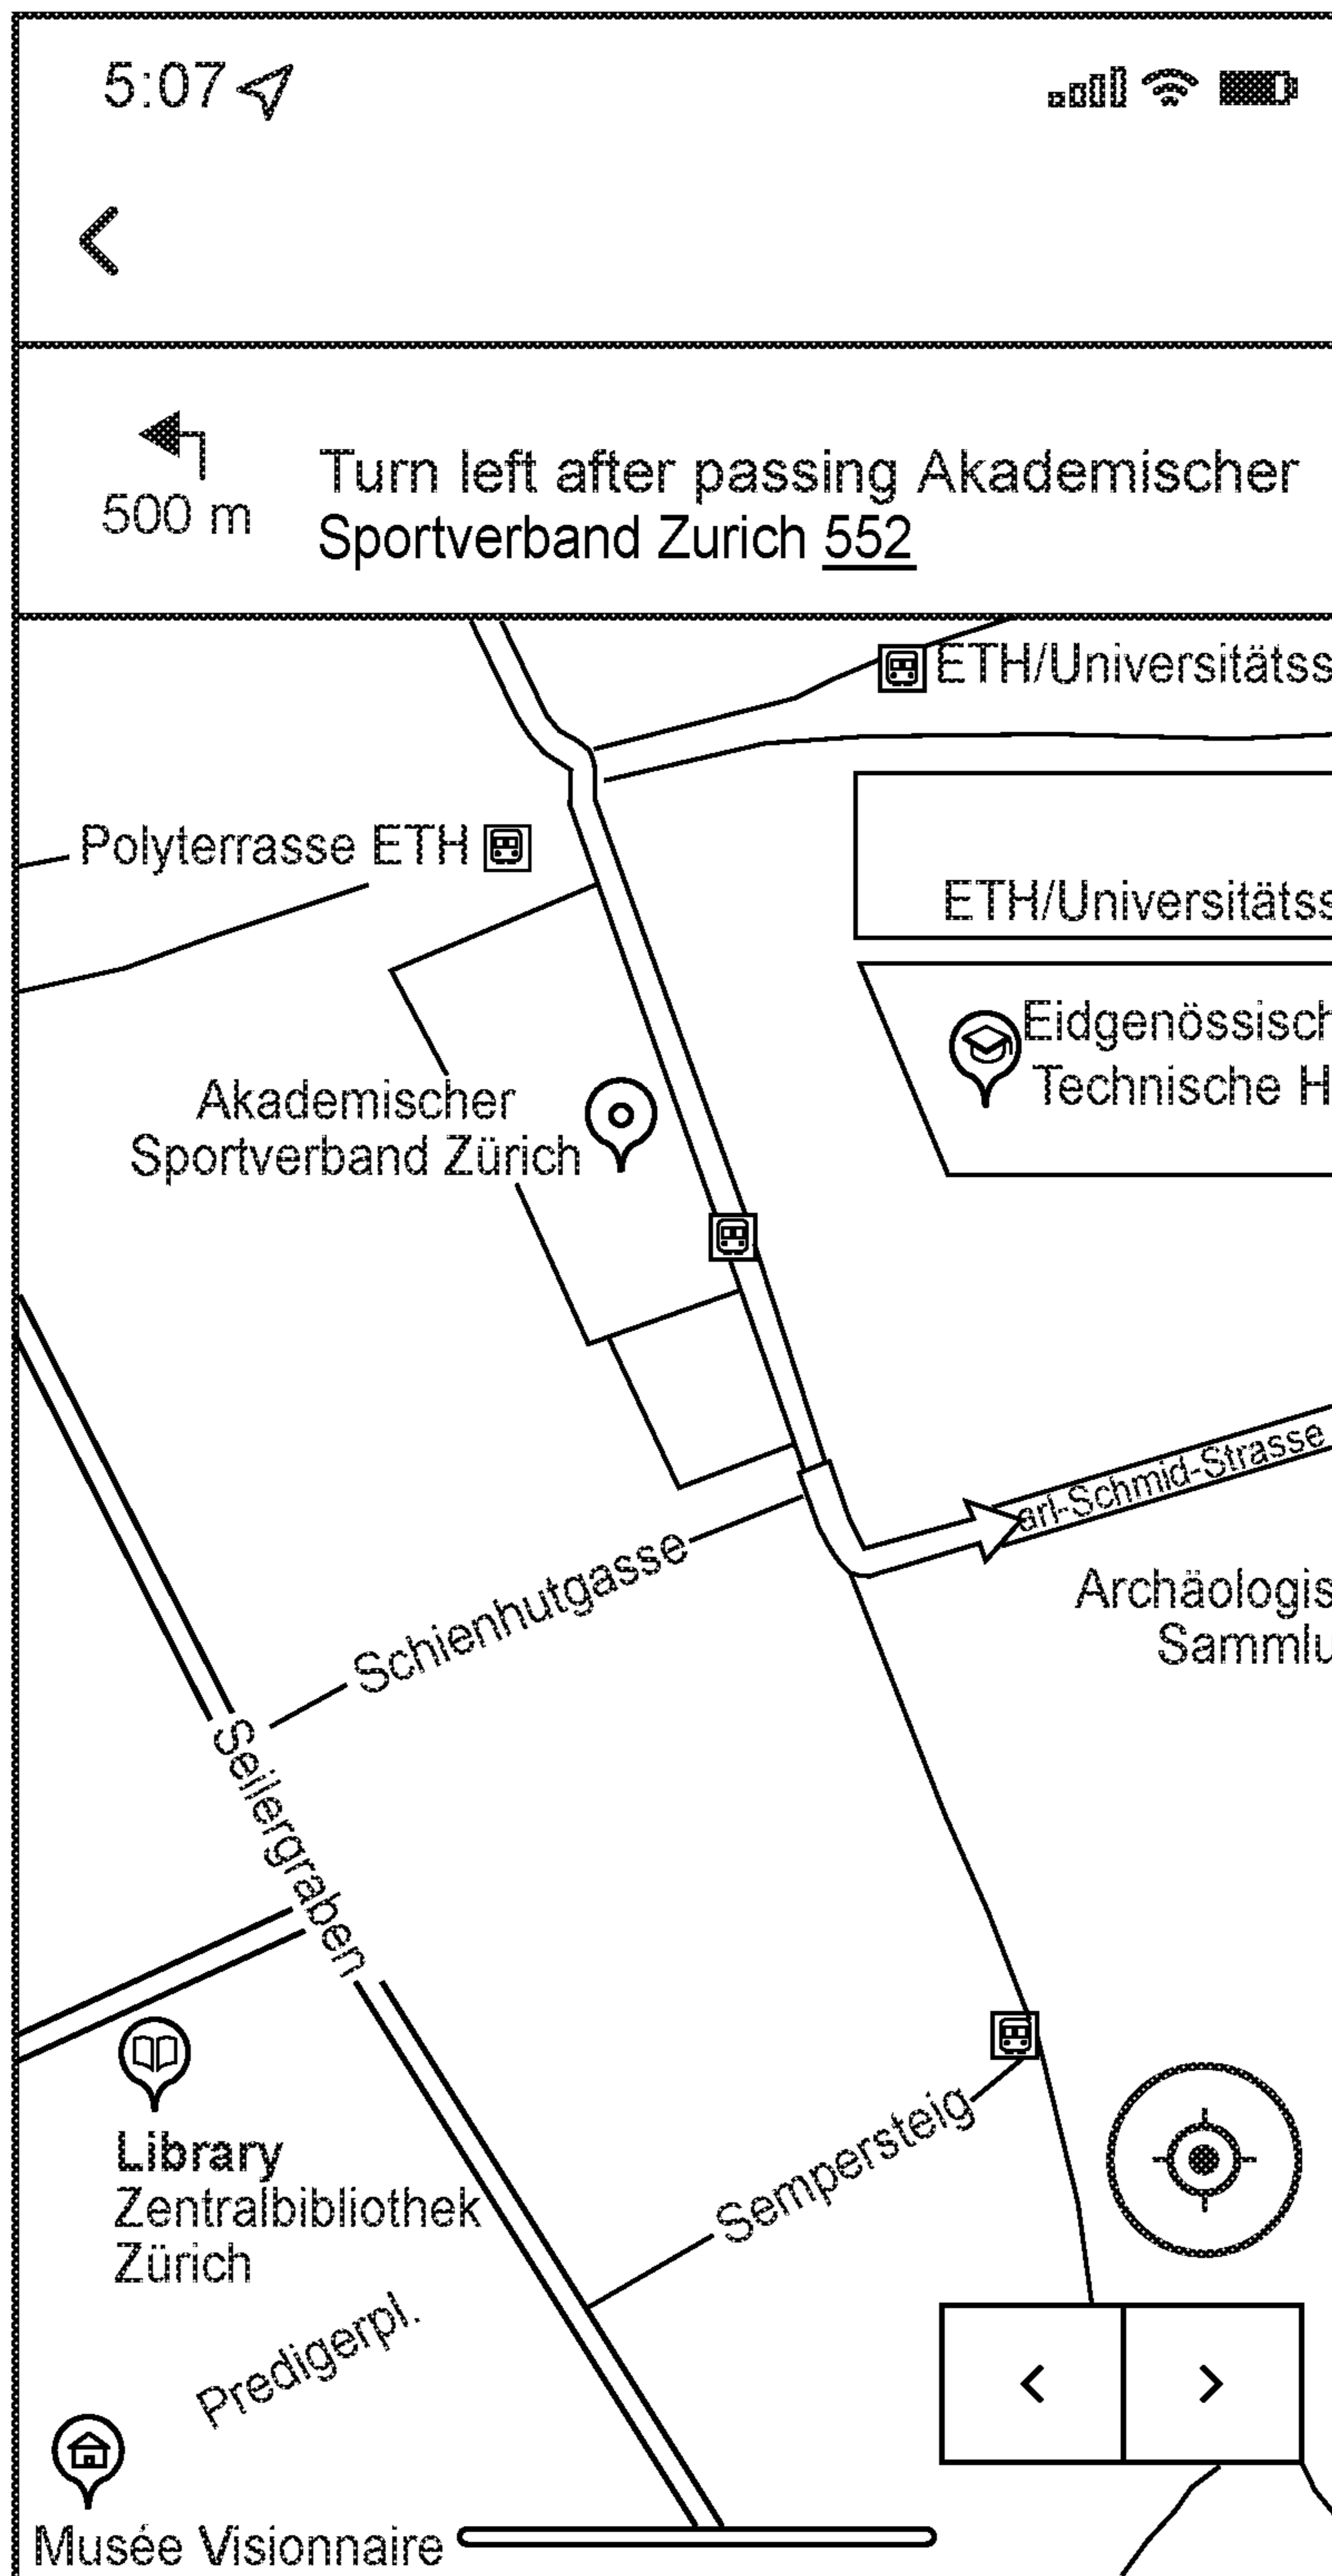 5:07
500 m
Turn left after passing Akademischer
Sportverband Zurich 552
ETH/Universitätss
Polyterrasse ETH
ETH/Universitätss
Eidgenössisch
Technische H
Akademischer
Sportverband Zürich
arl-Schmid-Strasse
Schienhutgasse
Archäologis
Sammlu
Seilergraben
Sempersteig
Library
Zentralbibliothek
Zürich
Predigerpl.
Musée Visionnaire